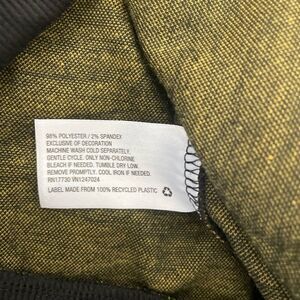 98% POLYESTER / 2% SPANDEX
EXCLUSIVE OF DECORATION
MACHINE WASH COLD SEPARATELY.
GENTLE CYCLE. ONLY NON-CHLORINE
BLEACH IF NEEDED. TUMBLE DRY LOW.
REMOVE PROMPTLY. COOL IRON IF NEEDED.
RN17730 VN1247024
LABEL MADE FROM 100% RECYCLED PLASTIC